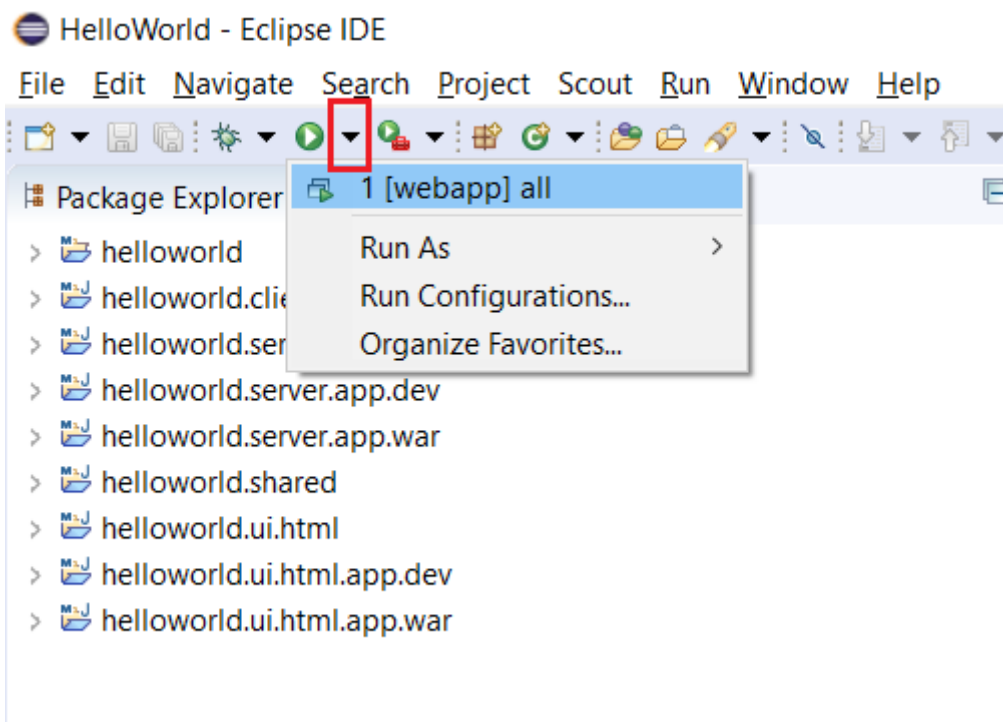 HelloWorld - Eclipse IDE
File Edit Navigate Search Project Scout Run Window Help
Package Explorer
1 [webapp] all
helloworld
Run As
helloworld.clie
Run Configurations...
helloworld.ser
Organize Favorites...
helloworld.server.app.dev
helloworld.server.app.war
helloworld.shared
helloworld.ui.html
helloworld.ui.html.app.dev
helloworld.ui.html.app.war